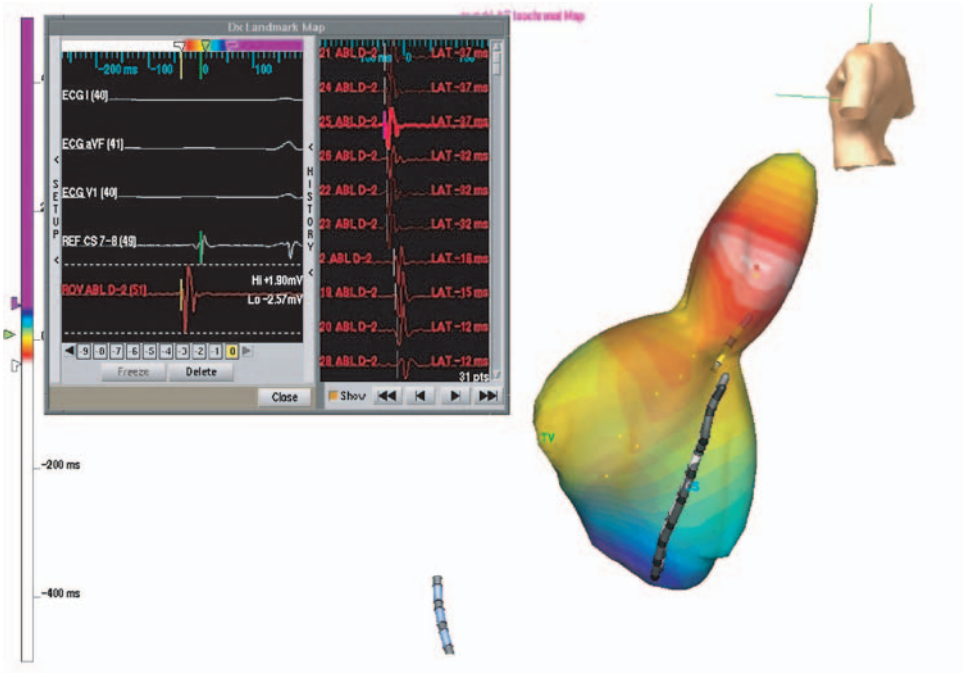 Dx Landmark Map
-200 ms -100 0 100
ECG I (40)
ECG aVF (41)
ECG V1 (40)
REF CS 7-8 (49)
Hi +1.90mV
ROV ABL D-2 (51)
Lo -2.57mV
< SETUP <
< HISTORY <
-9 -8 -7 -6 -5 -4 -3 -2 -1 0
Freeze Delete
Close
21 ABL D-2 LAT -37 ms
24 ABL D-2 LAT -37 ms
25 ABL D-2 LAT -37 ms
26 ABL D-2 LAT -32 ms
22 ABL D-2 LAT -32 ms
23 ABL D-2 LAT -32 ms
2 ABL D-2 LAT -18 ms
19 ABL D-2 LAT -15 ms
20 ABL D-2 LAT -12 ms
28 ABL D-2 LAT -12 ms
31 pts
Show
Map
TV
-200 ms
-400 ms